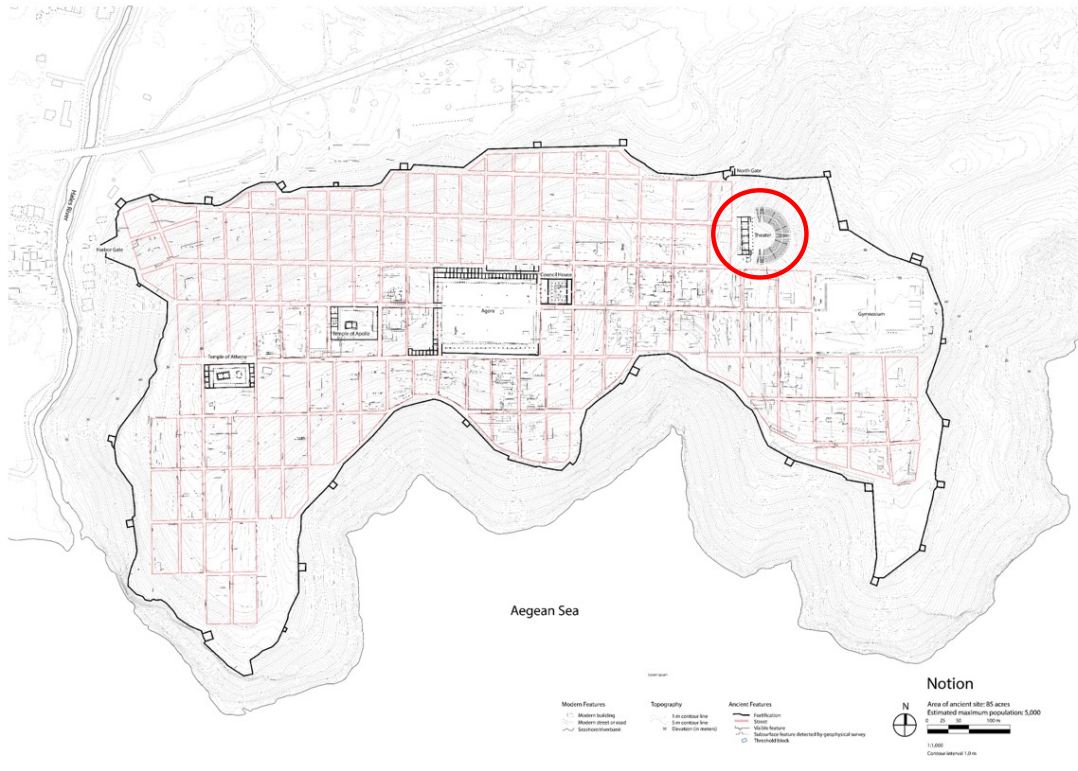 North Gate
Hales River
Theater
Harbor Gate
Council House
Agora
Gymnasium
Temple of Apollo
Temple of Athena
Aegean Sea
Notion
Area of ancient site: 85 acres
Estimated maximum population: 5,000
N
0 25 50 100 m
1:1,000
Contour interval 1.0 m
Modern Features
Modern building
Modern street or road
Seashore/riverbank
Topography
1 m contour line
5 m contour line
Elevation (in meters)
Ancient Features
Fortification
Street
Visible feature
Subsurface feature detected by geophysical survey
Threshold block